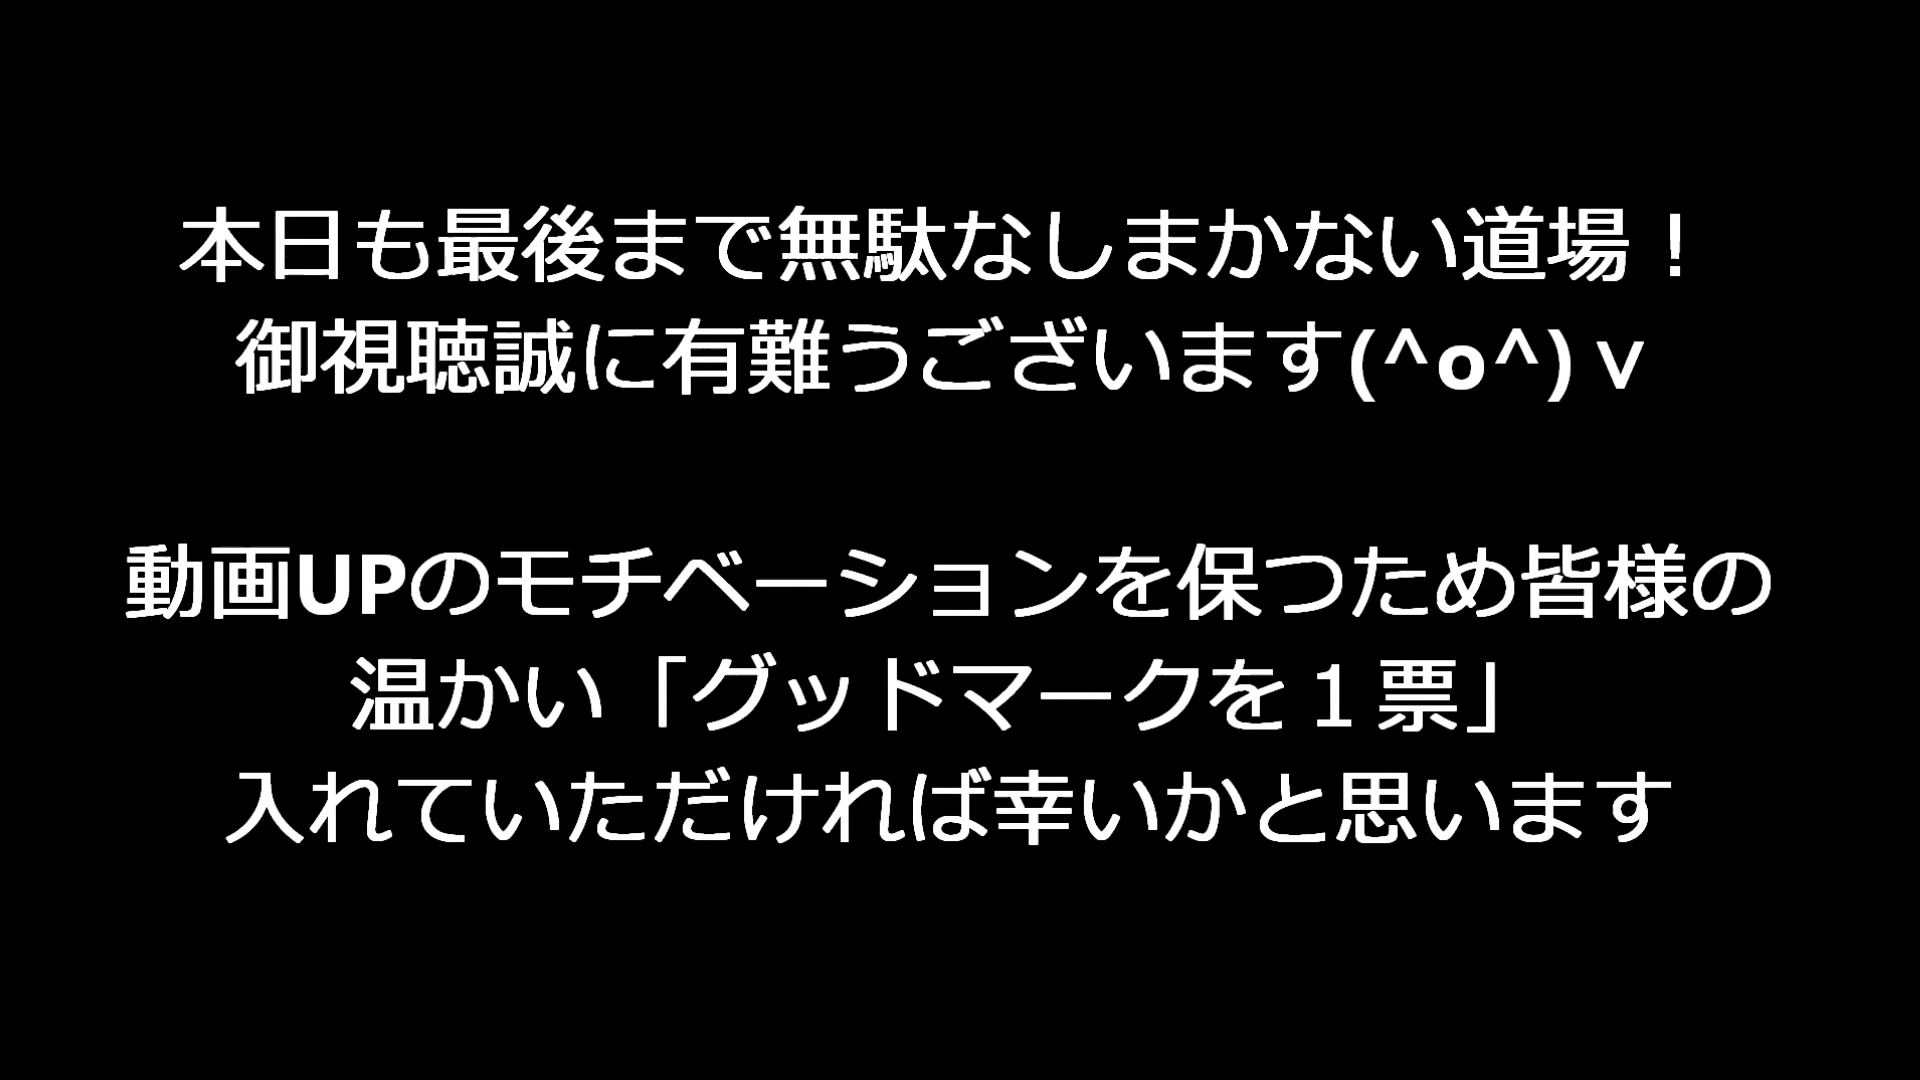 本日も最後まで無駄なしまかない道場！
御視聴誠に有難うございます(^o^)ｖ
動画UPのモチベーションを保つため皆様の
温かい「グッドマークを１票」
入れていただければ幸いかと思います